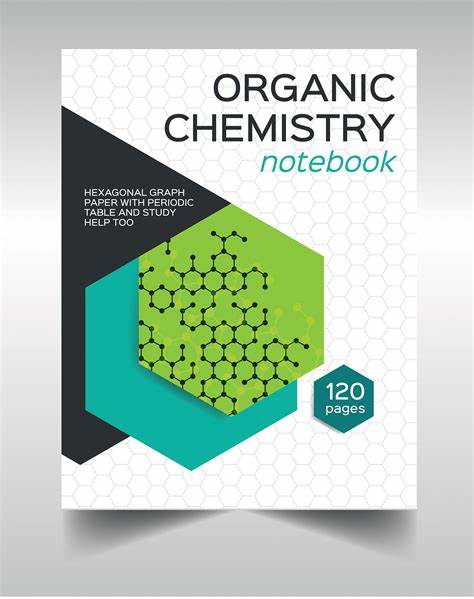 ORGANIC
CHEMISTRY
notebook
HEXAGONAL GRAPH
PAPER WITH PERIODIC
TABLE AND STUDY
HELP TOO
120
pages